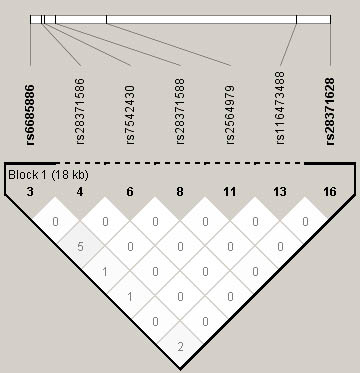 rs6685886
rs28371586
rs7542430
rs28371588
rs2564979
rs116473488
rs28371628
Block 1 (18 kb)
3 4 6 8 11 13 16
0 0 0 0 0 0
5 0 0 0 0
1 0 0 0
1 0 0
0 0
2